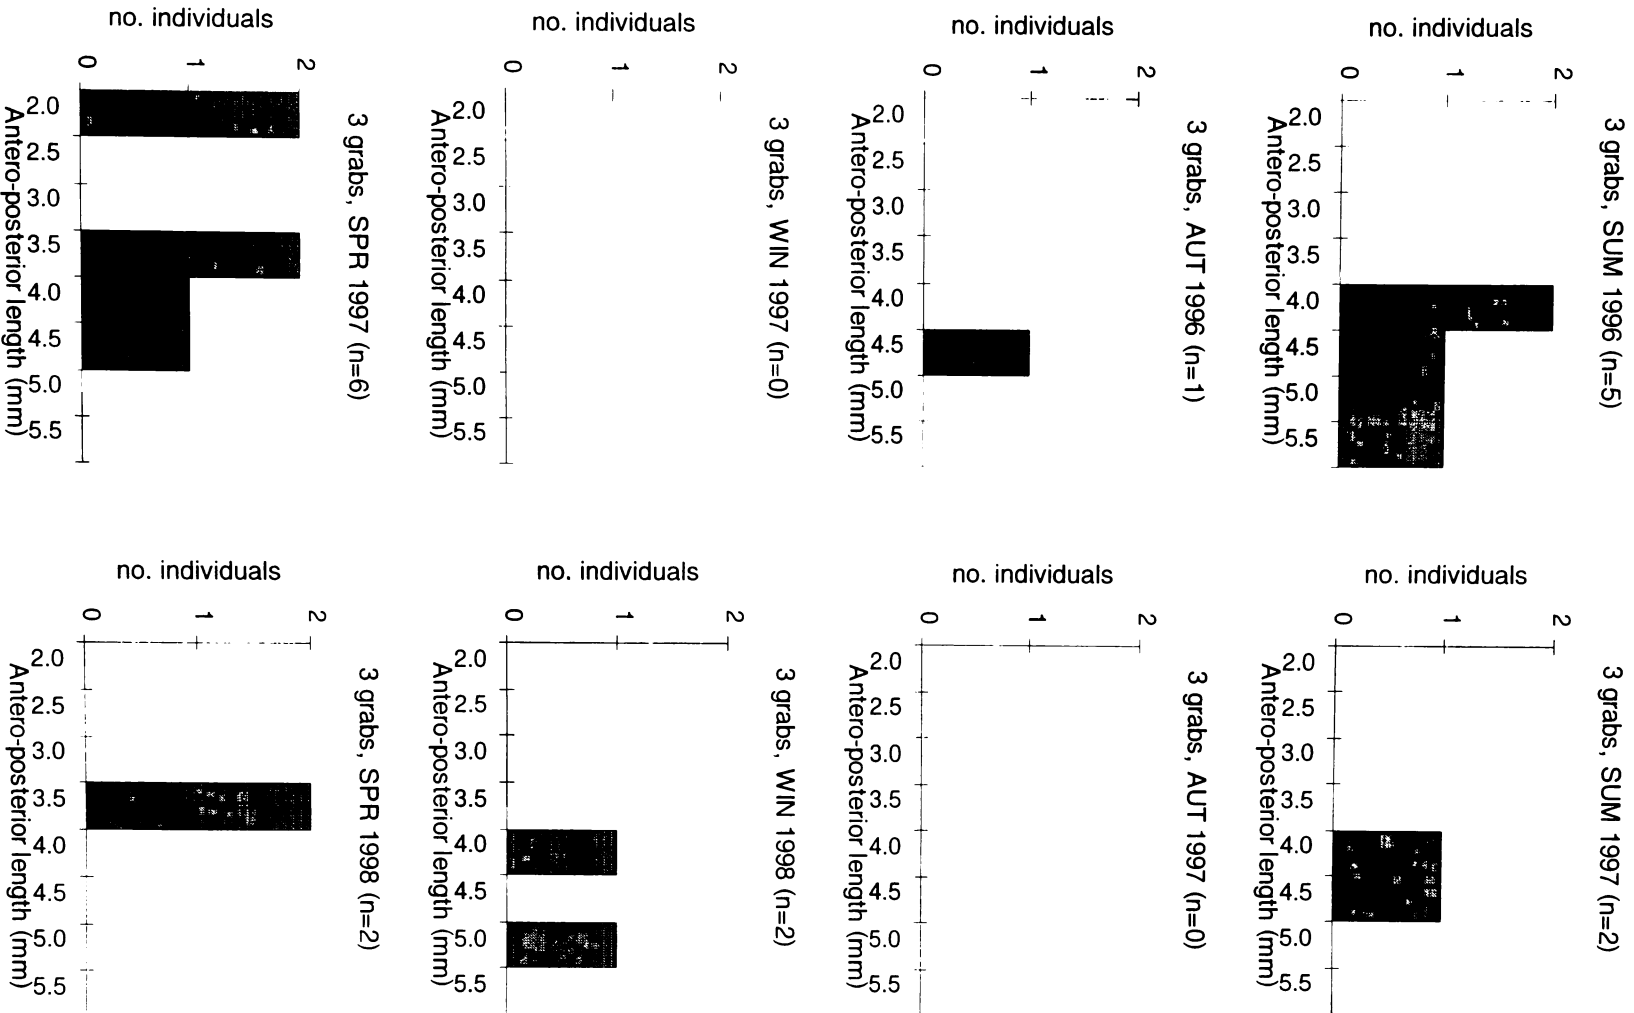 3 grabs, SUM 1996 (n=5)
no. individuals
2
1
0
2.0 2.5 3.0 3.5 4.0 4.5 5.0 5.5
Antero-posterior length (mm)
3 grabs, AUT 1996 (n=1)
no. individuals
2
1
0
2.0 2.5 3.0 3.5 4.0 4.5 5.0 5.5
Antero-posterior length (mm)
3 grabs, WIN 1997 (n=0)
no. individuals
2
1
0
2.0 2.5 3.0 3.5 4.0 4.5 5.0 5.5
Antero-posterior length (mm)
3 grabs, SPR 1997 (n=6)
no. individuals
2
1
0
2.0 2.5 3.0 3.5 4.0 4.5 5.0 5.5
Antero-posterior length (mm)
3 grabs, SUM 1997 (n=2)
no. individuals
2
1
0
2.0 2.5 3.0 3.5 4.0 4.5 5.0 5.5
Antero-posterior length (mm)
3 grabs, AUT 1997 (n=0)
no. individuals
2
1
0
2.0 2.5 3.0 3.5 4.0 4.5 5.0 5.5
Antero-posterior length (mm)
3 grabs, WIN 1998 (n=2)
no. individuals
2
1
0
2.0 2.5 3.0 3.5 4.0 4.5 5.0 5.5
Antero-posterior length (mm)
3 grabs, SPR 1998 (n=2)
no. individuals
2
1
0
2.0 2.5 3.0 3.5 4.0 4.5 5.0 5.5
Antero-posterior length (mm)